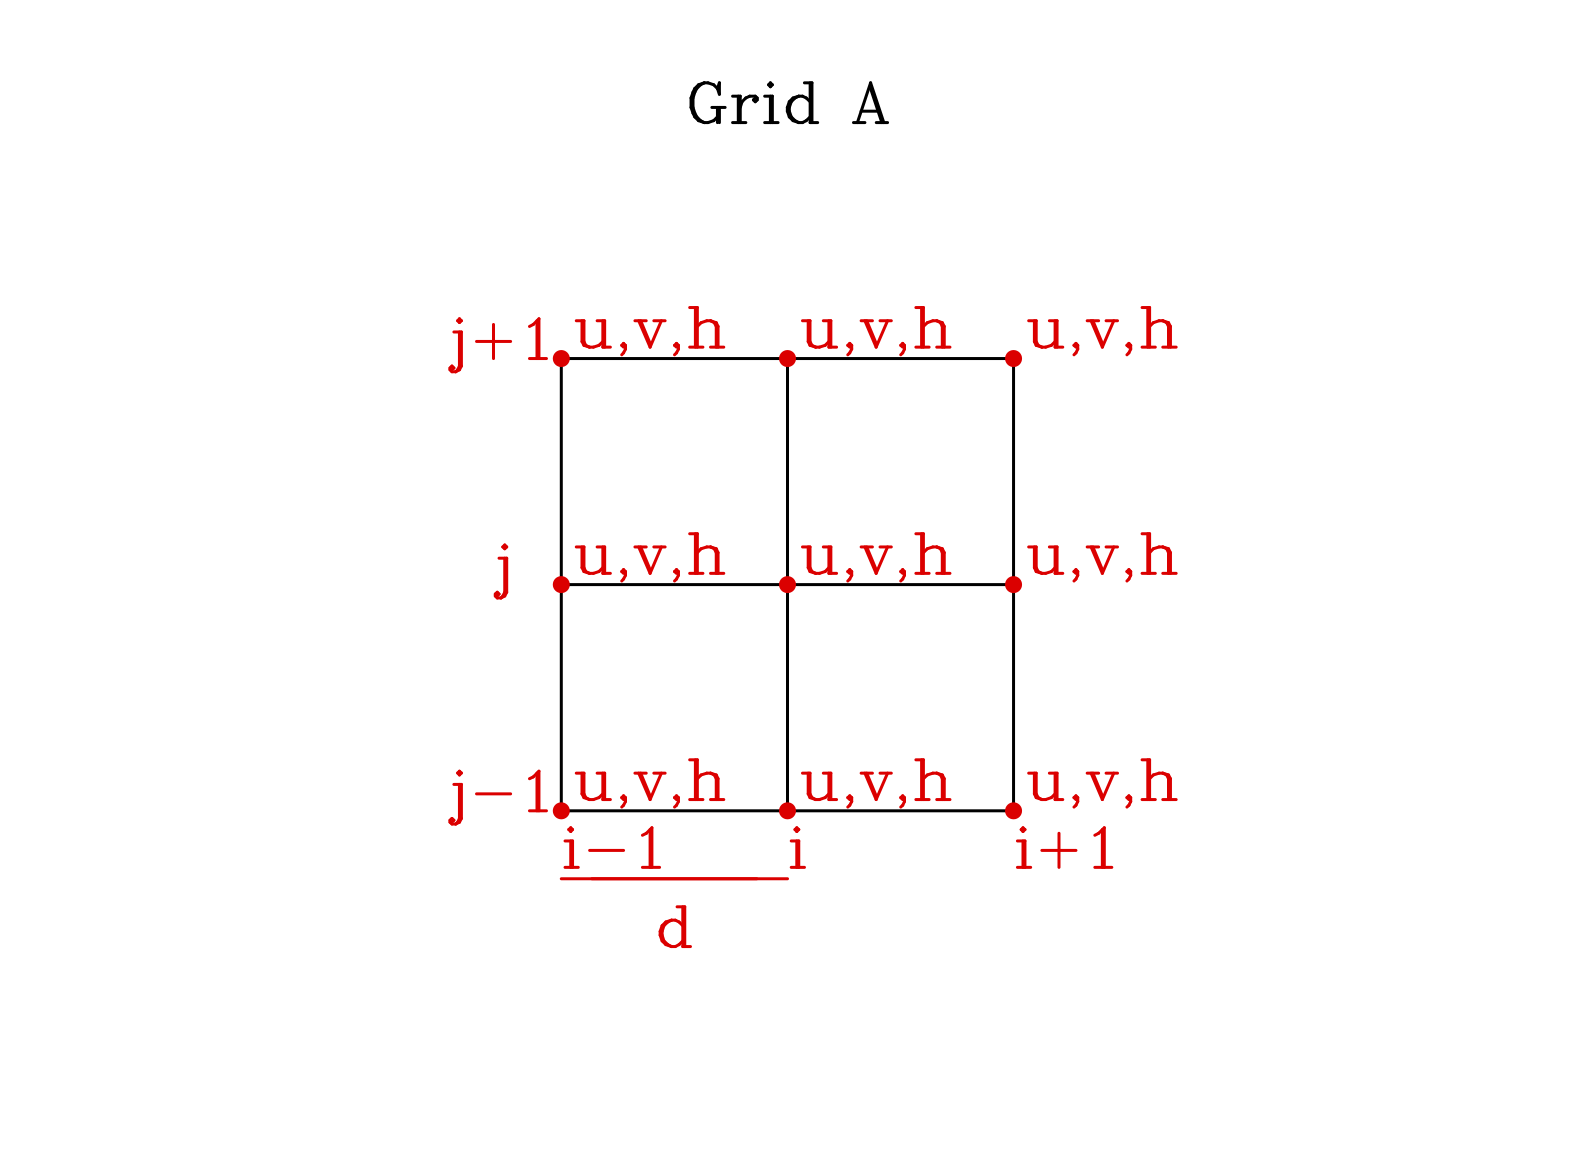 Grid A
j+1 u,v,h u,v,h u,v,h
j u,v,h u,v,h u,v,h
j-1 u,v,h u,v,h u,v,h
i-1 i i+1
d